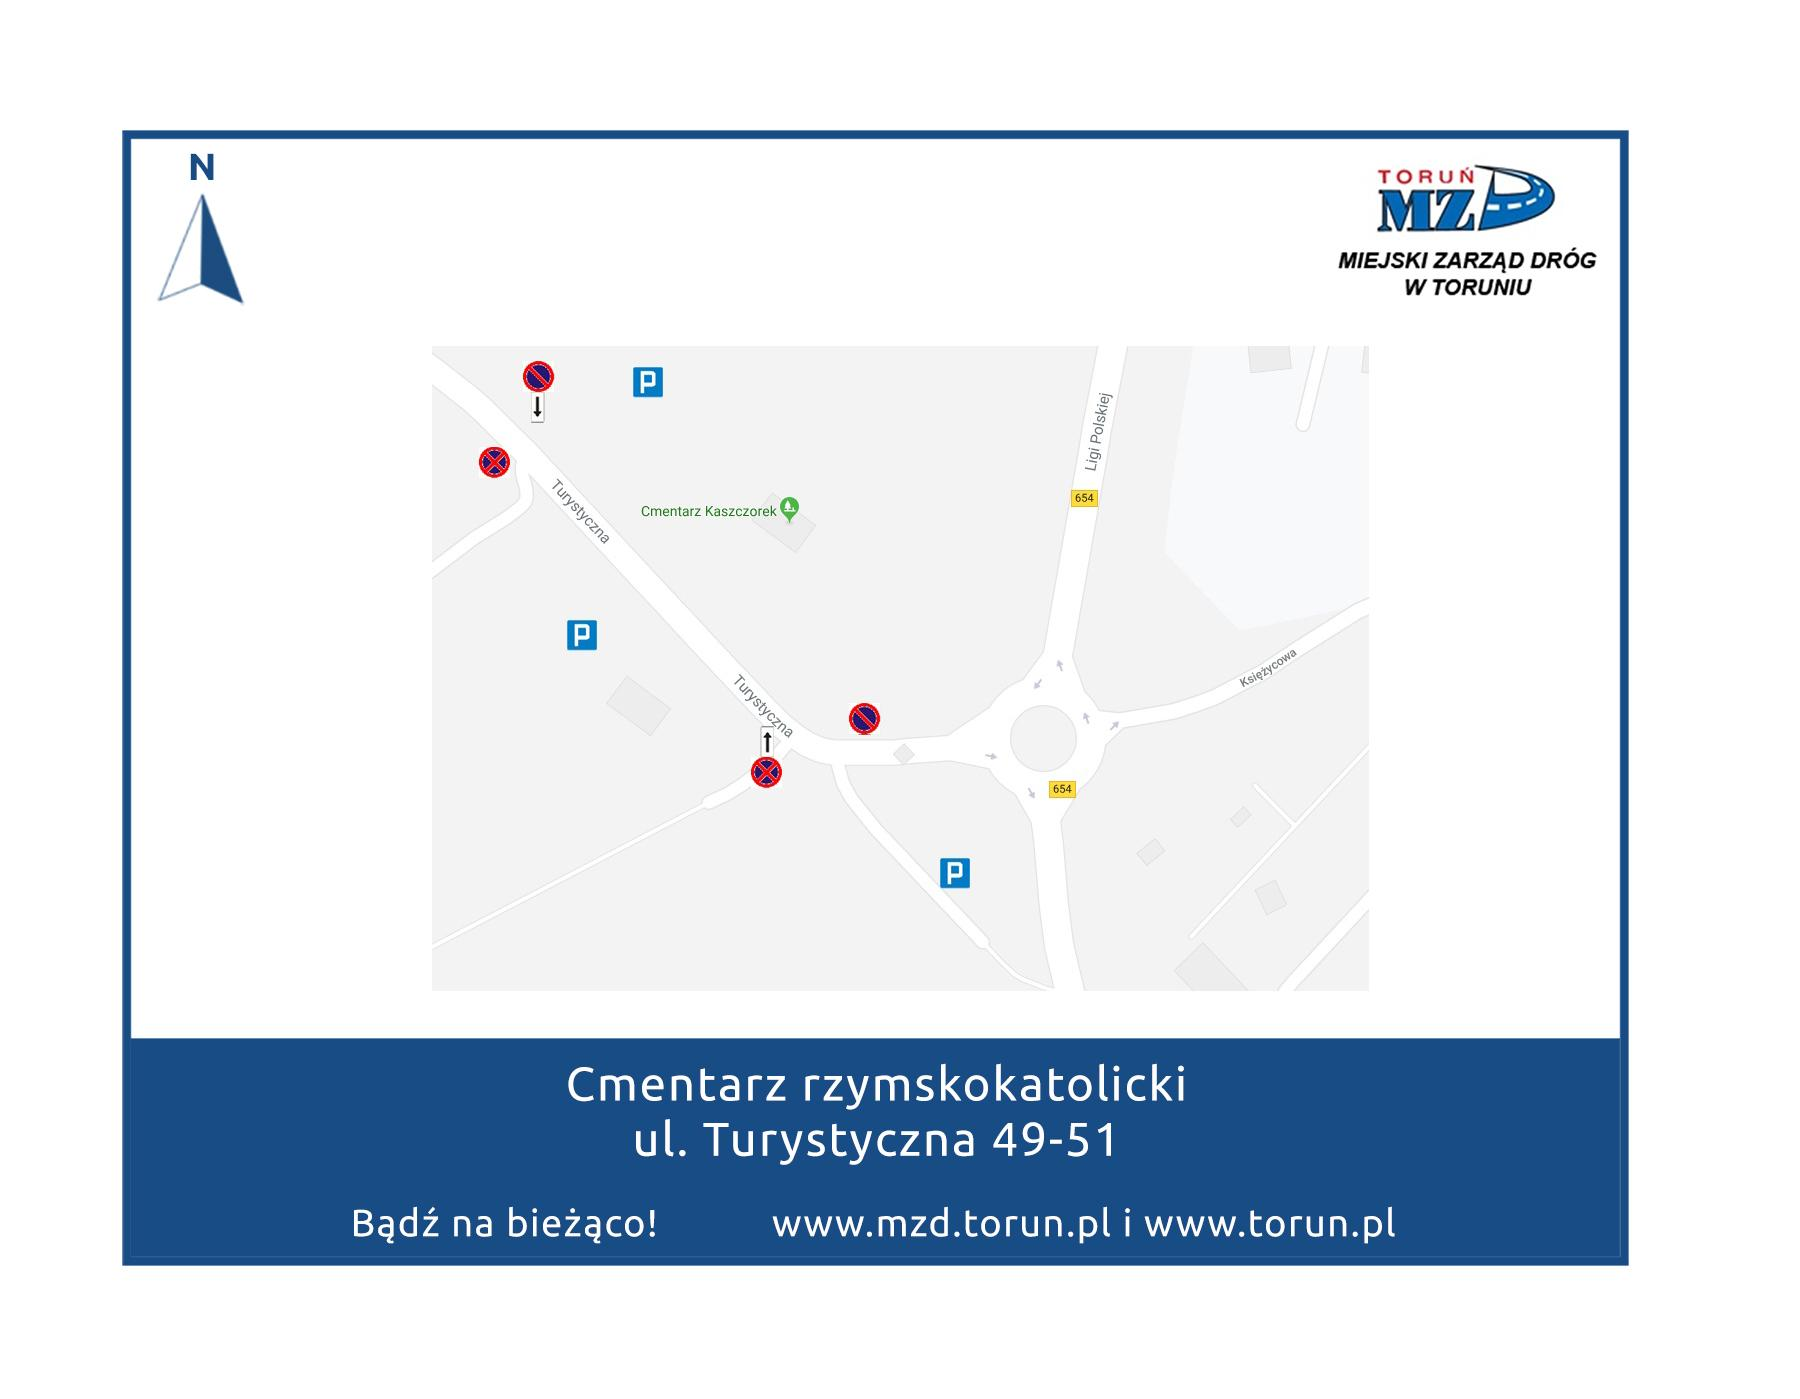 N
TORUŃ
MZD
MIEJSKI ZARZĄD DRÓG
W TORUNIU
P
Ligi Polskiej
Turystyczna
654
Cmentarz Kaszczorek
P
Księżycowa
Turystyczna
654
P
Cmentarz rzymskokatolicki
ul. Turystyczna 49-51
Bądź na bieżąco! www.mzd.torun.pl i www.torun.pl